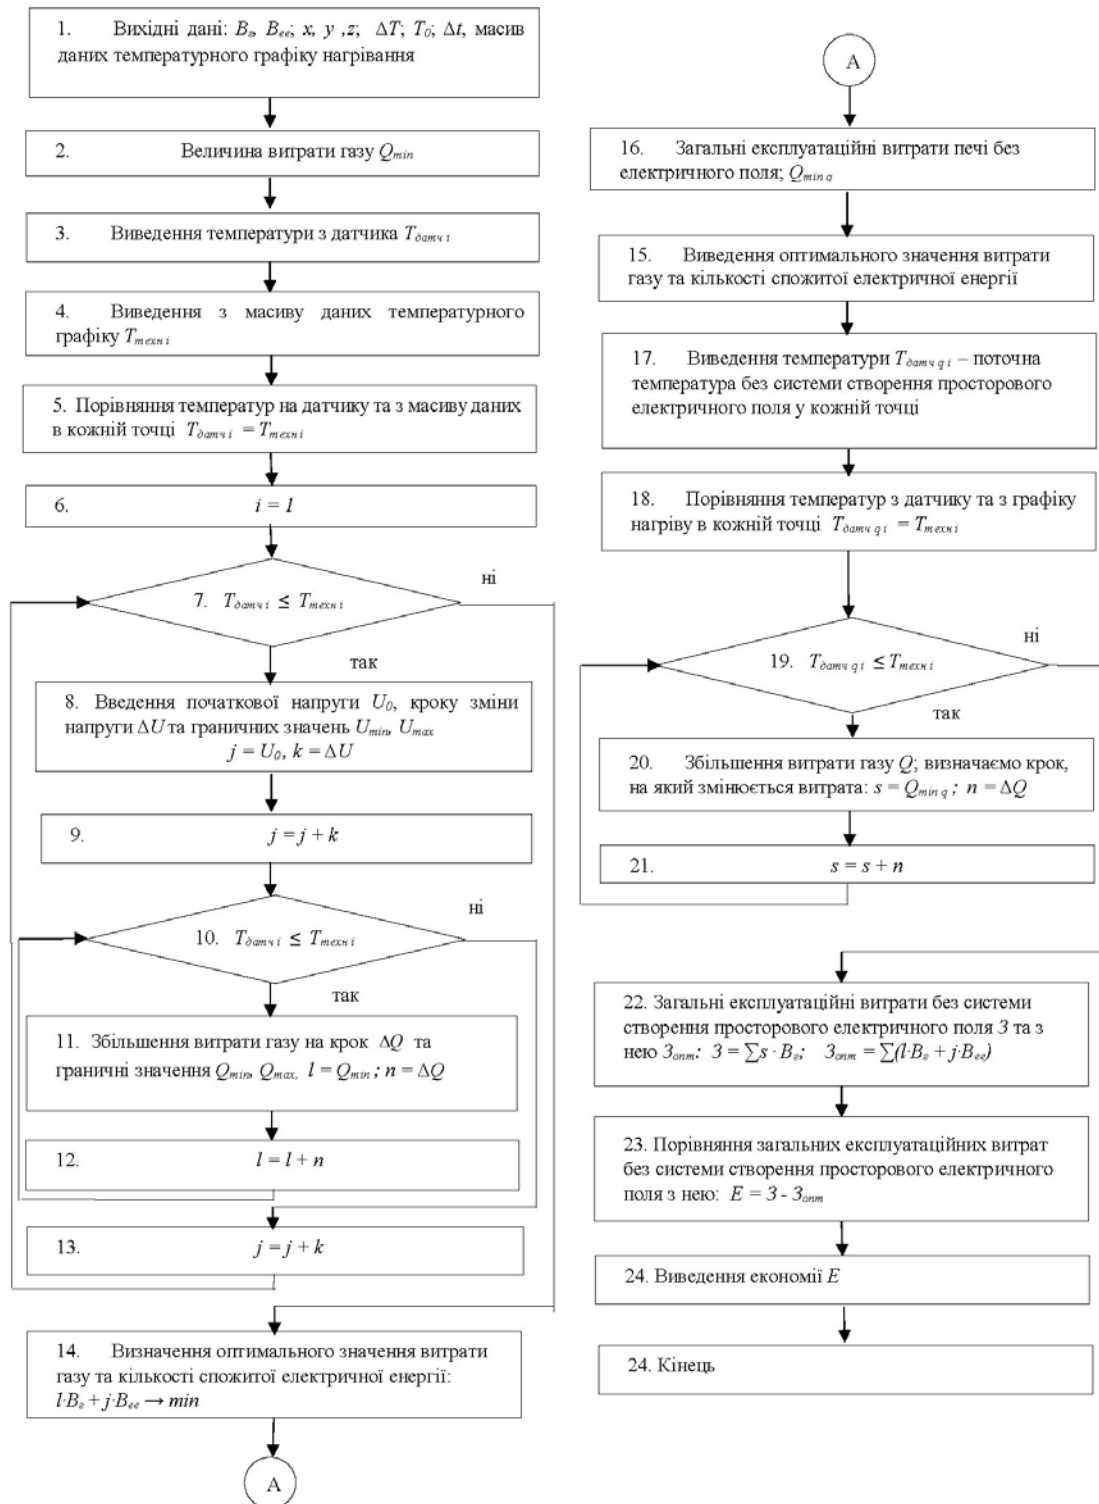 1. Вихідні дані: Bг, Bее; x, y ,z; ΔT; T0; Δt, масив
даних температурного графіку нагрівання
2. Величина витрати газу Qmin
3. Виведення температури з датчика Tдатч i
4. Виведення з масиву даних температурного
графіку Tтехн i
5. Порівняння температур на датчику та з масиву даних
в кожній точці Tдатч i = Tтехн i
6. i = 1
ні
7. Tдатч i ≤ Tтехн i
так
8. Введення початкової напруги U0, кроку зміни
напруги ΔU та граничних значень Umin, Umax
j = U0, k = ΔU
9. j = j + k
ні
10. Tдатч i ≤ Tтехн i
так
11. Збільшення витрати газу на крок ΔQ та
граничні значення Qmin, Qmax, l = Qmin ; n = ΔQ
12. l = l + n
13. j = j + k
14. Визначення оптимального значення витрати
газу та кількості спожитої електричної енергії:
l·Bг + j·Bее → min
А
А
16. Загальні експлуатаційні витрати печі без
електричного поля; Qmin q
15. Виведення оптимального значення витрати
газу та кількості спожитої електричної енергії
17. Виведення температури Tдатч q i – поточна
температура без системи створення просторового
електричного поля у кожній точці
18. Порівняння температур з датчику та з графіку
нагріву в кожній точці Tдатч q i = Tтехн i
ні
19. Tдатч q i ≤ Tтехн i
так
20. Збільшення витрати газу Q; визначаємо крок,
на який змінюється витрата: s = Qmin q ; n = ΔQ
21. s = s + n
22. Загальні експлуатаційні витрати без системи
створення просторового електричного поля З та з
нею Зопт: З = ∑s · Bг; Зопт = ∑(l·Bг + j·Bее)
23. Порівняння загальних експлуатаційних витрат
без системи створення просторового електричного
поля з нею: E = З - Зопт
24. Виведення економії E
24. Кінець